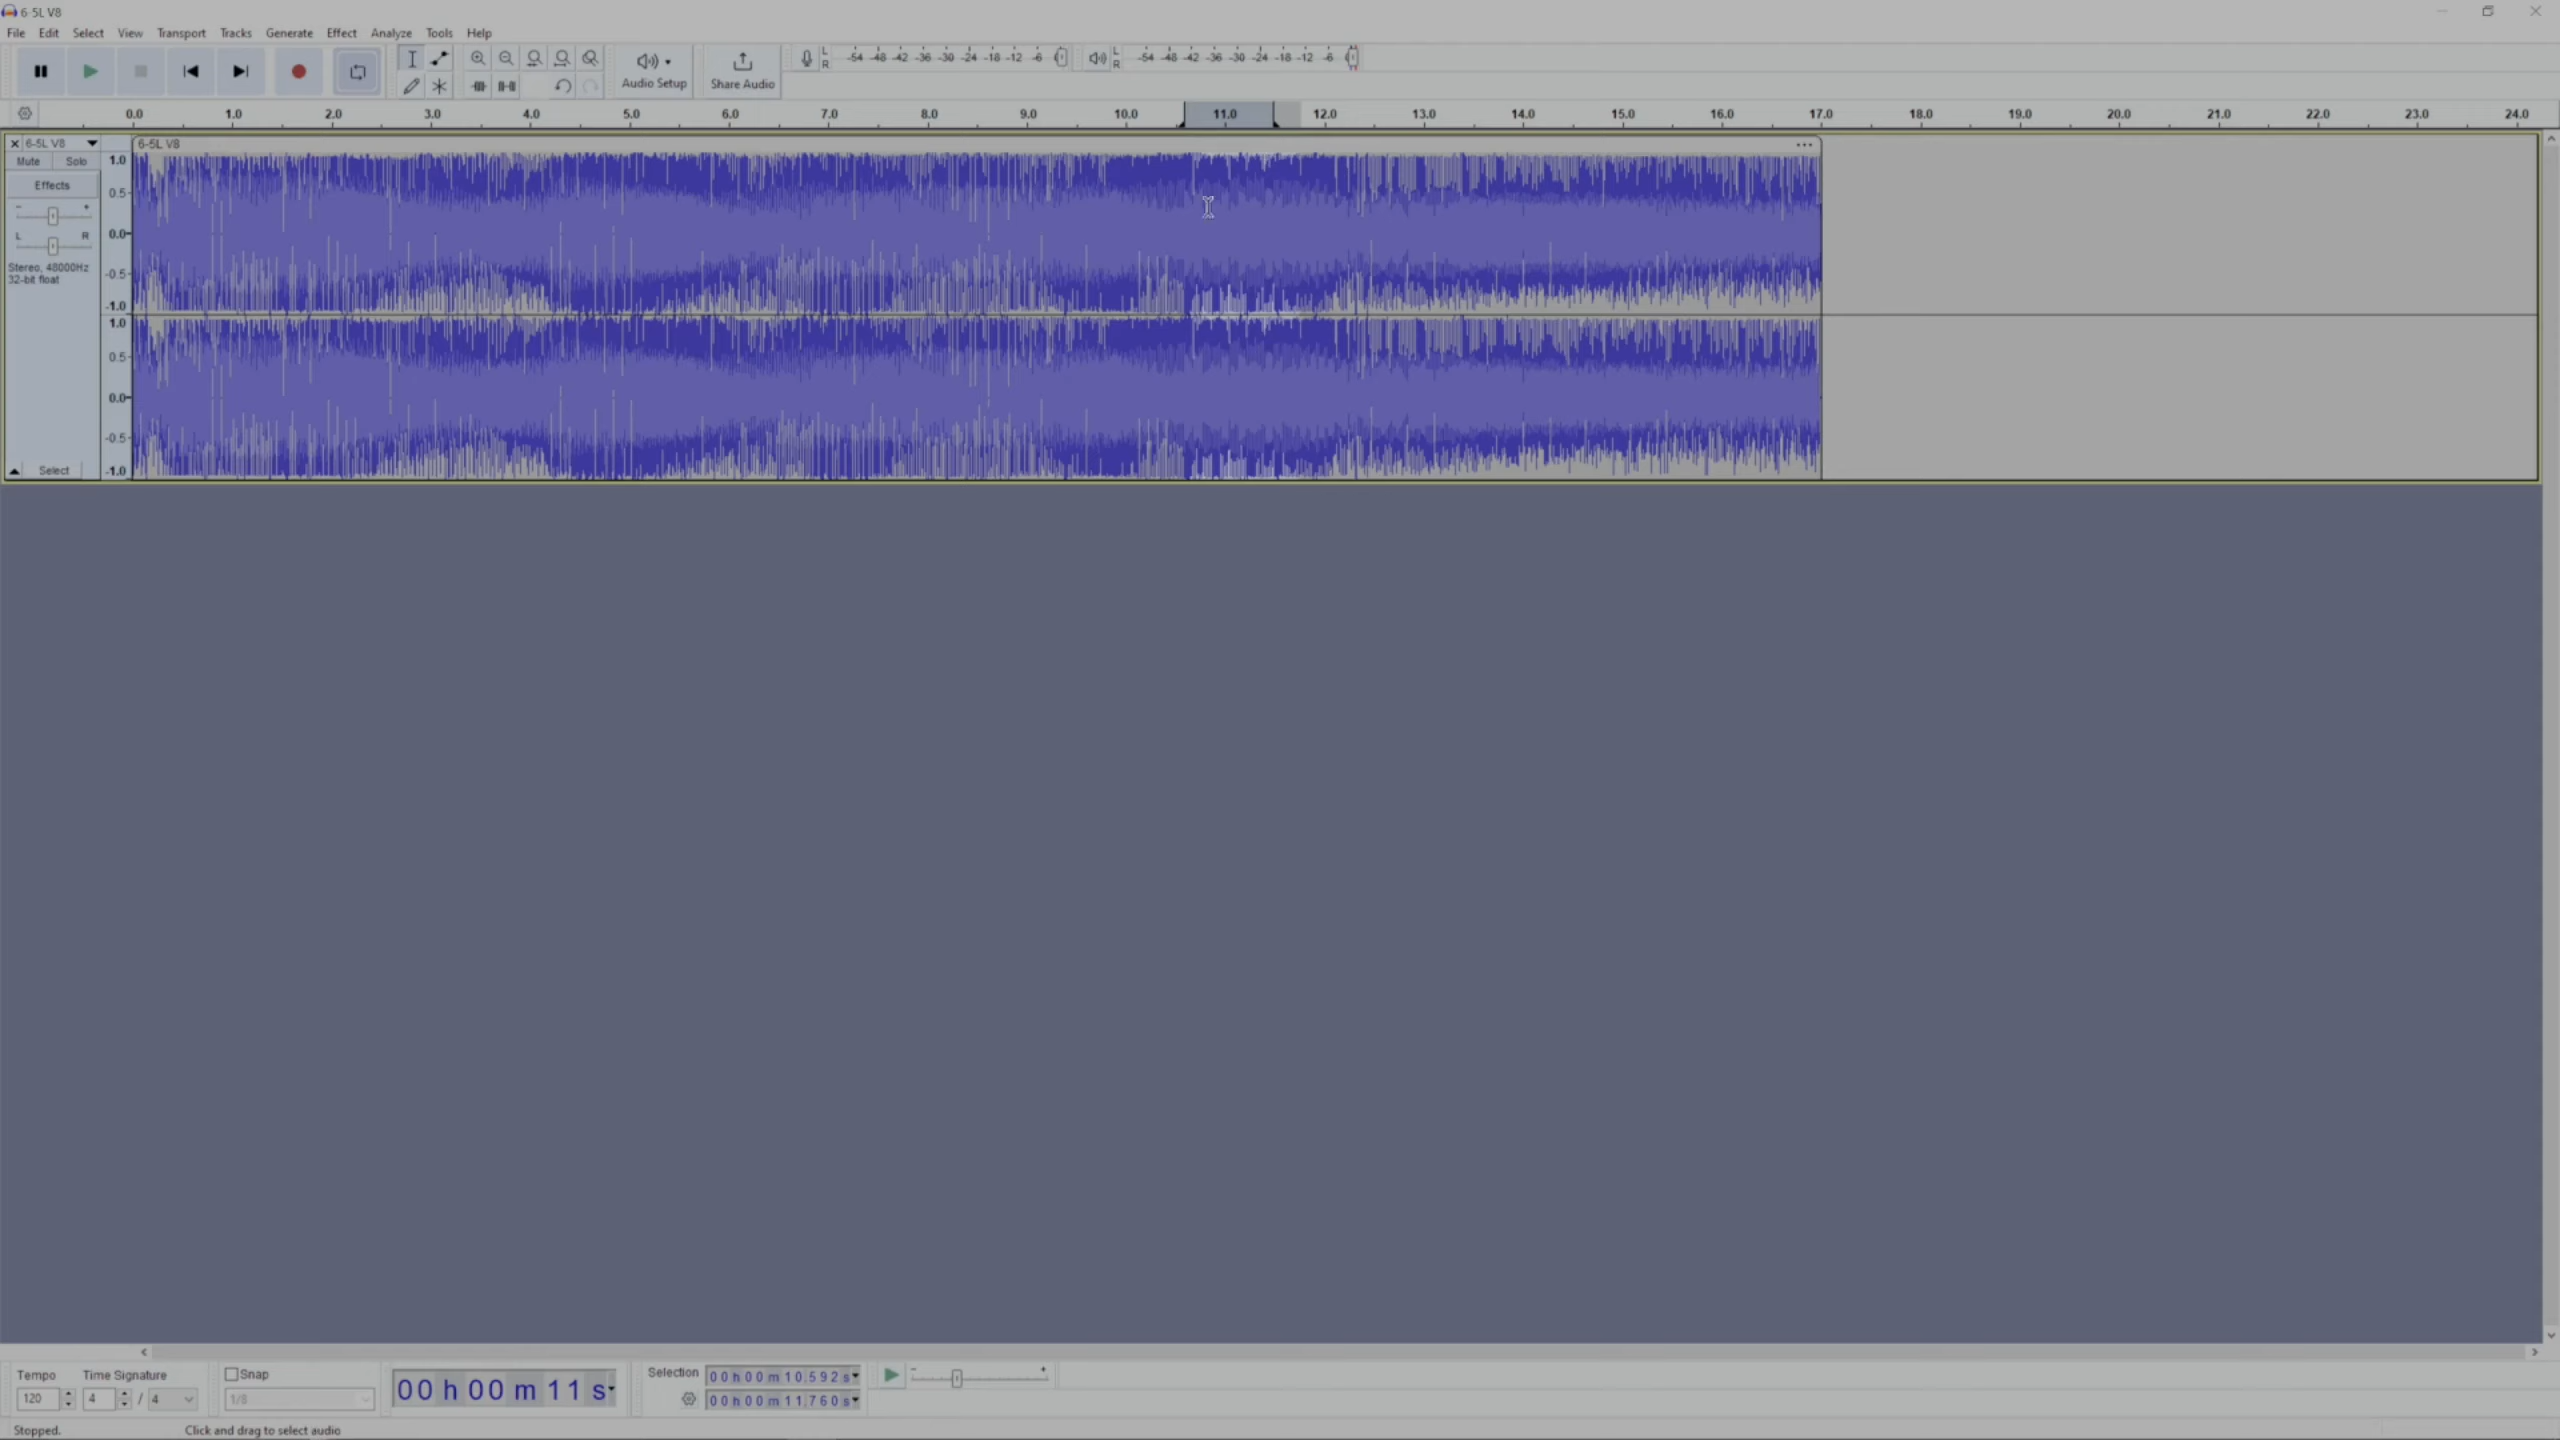 6-5L V8
File Edit Select View Transport Tracks Generate Effect Analyze Tools Help
L
R
-54 -48 -42 -36 -30 -24 -18 -12 -6 0
L
R
-54 -48 -42 -36 -30 -24 -18 -12 -6 0
Audio Setup
Share Audio
0.0 1.0 2.0 3.0 4.0 5.0 6.0 7.0 8.0 9.0 10.0 11.0 12.0 13.0 14.0 15.0 16.0 17.0 18.0 19.0 20.0 21.0 22.0 23.0 24.0
6-5L V8
6-5L V8
Mute Solo
Effects
- +
L R
Stereo, 48000Hz
32-bit float
Select
1.0
0.5
0.0
-0.5
-1.0
1.0
0.5
0.0
-0.5
-1.0
Tempo Time Signature
120 4 / 4
Snap
1/8
00 h 00 m 11 s
Selection
00 h 00 m 10.592 s
00 h 00 m 11.760 s
- +
Stopped. Click and drag to select audio